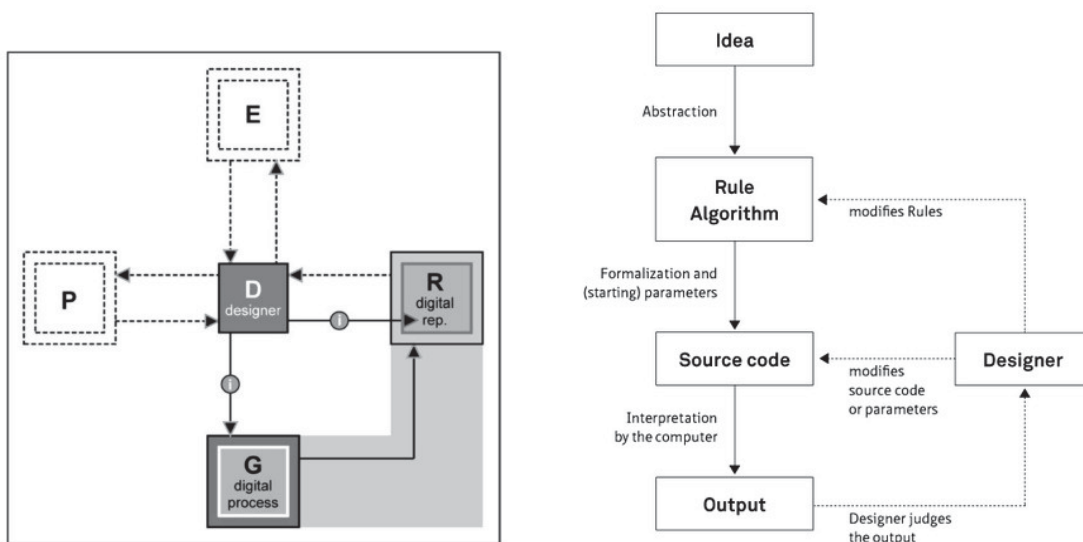 E
P
D
designer
i
R
digital
rep.
i
G
digital
process
Idea
Abstraction
Rule
Algorithm
modifies Rules
Formalization and
(starting) parameters
Source code
Designer
modifies
source code
or parameters
Interpretation
by the computer
Output
Designer judges
the output